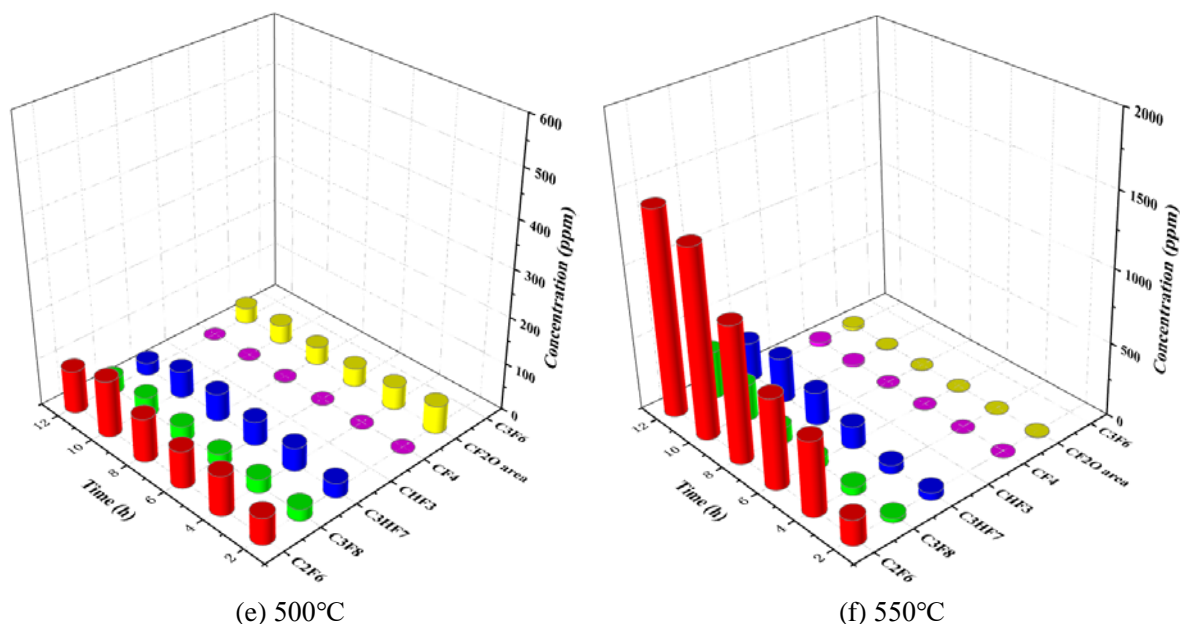 600
500
400
300
200
100
0
Concentration (ppm)
12
10
8
6
4
2
Time (h)
C2F6
C3F8
C3HF7
CHF3
CF4
CF2O area
C3F6
(e) 500℃
2000
1500
1000
500
0
Concentration (ppm)
12
10
8
6
4
2
Time (h)
C2F6
C3F8
C3HF7
CHF3
CF4
CF2O area
C3F6
(f) 550℃